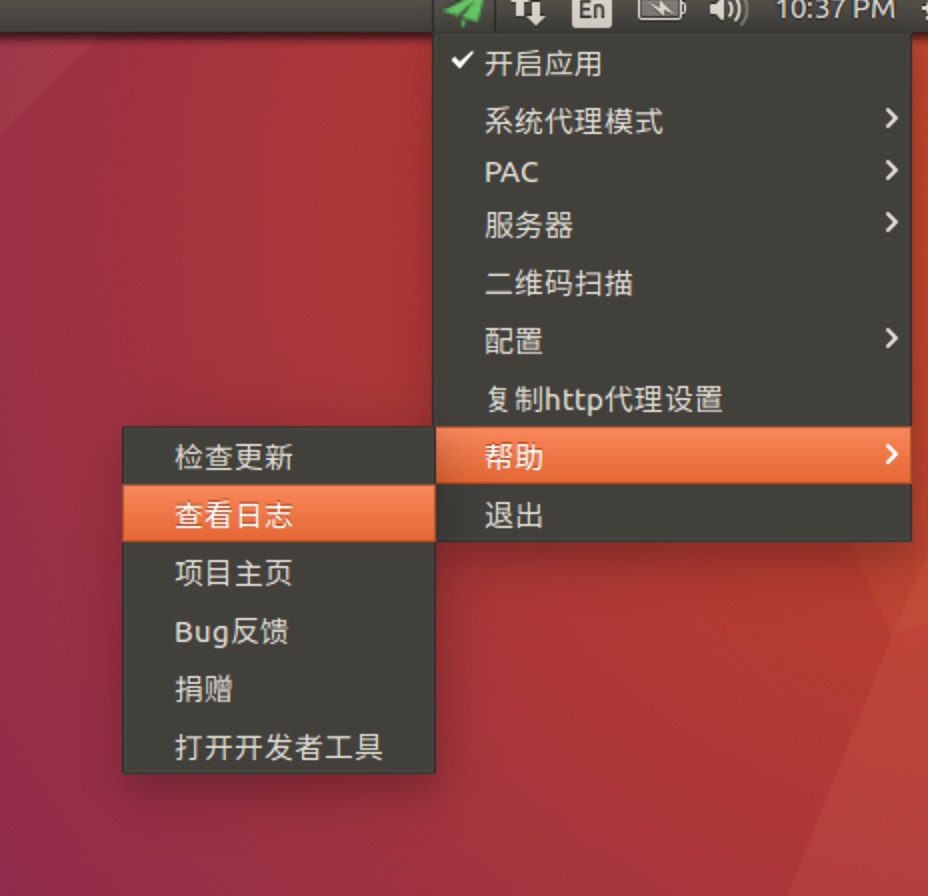 En
10:37 PM
开启应用
系统代理模式
PAC
服务器
二维码扫描
配置
复制http代理设置
帮助
退出
检查更新
查看日志
项目主页
Bug反馈
捐赠
打开开发者工具